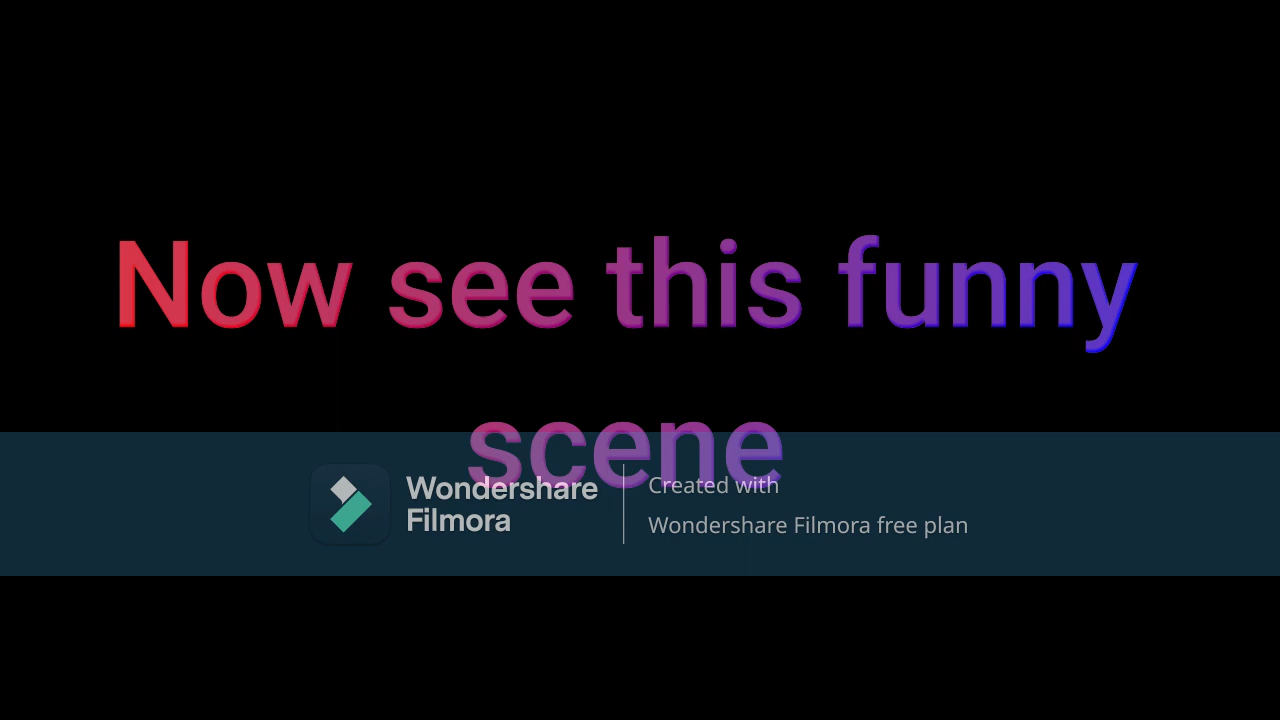 Now see this funny
scene
Wondershare
Filmora
Created with
Wondershare Filmora free plan